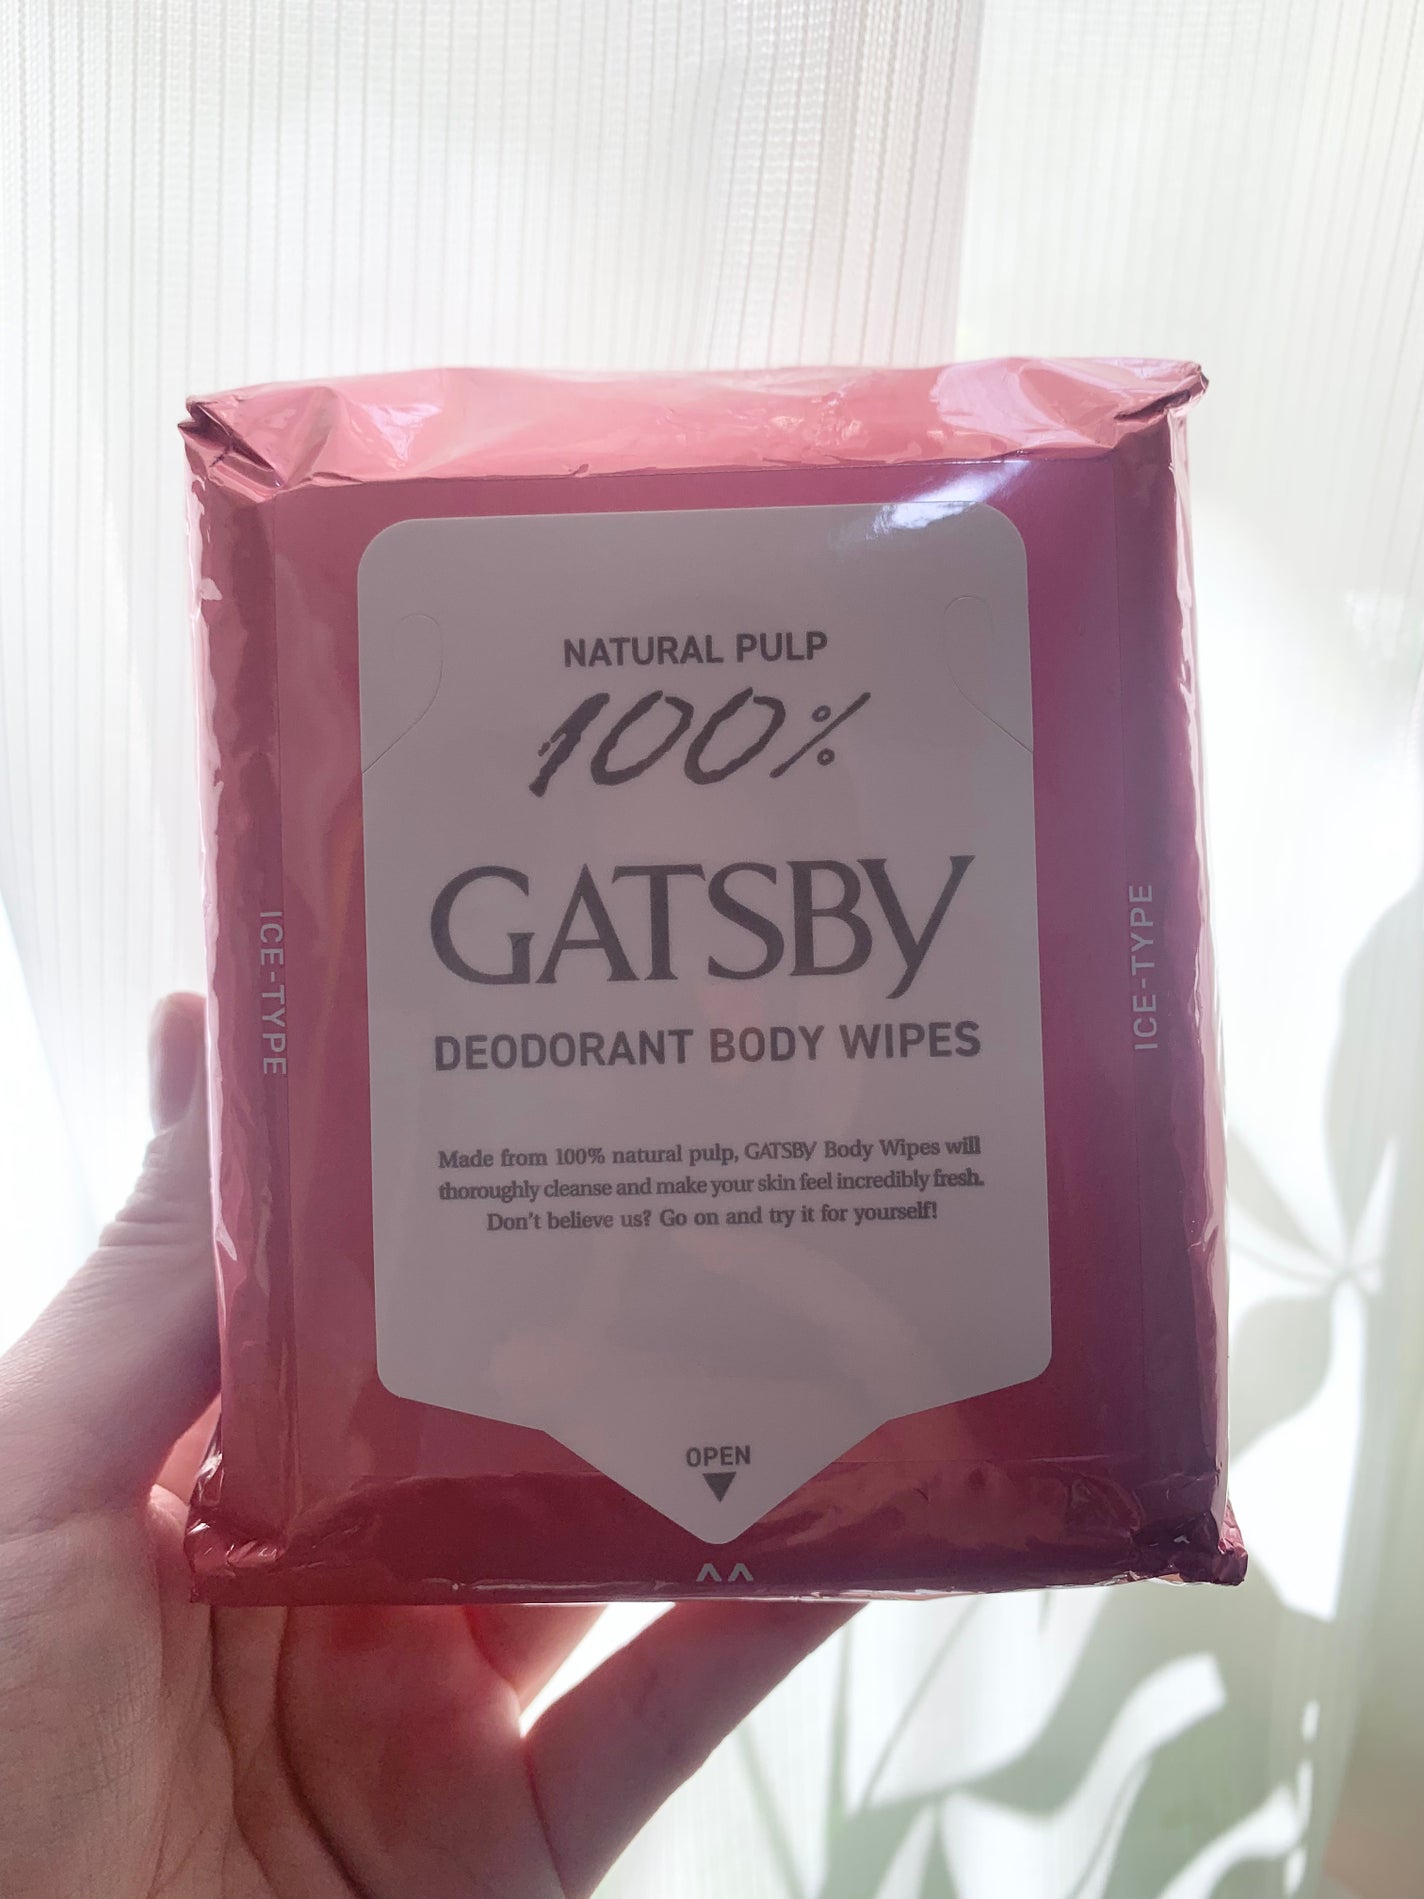 NATURAL PULP
100%
GATSBY
DEODORANT BODY WIPES
Made from 100% natural pulp, GATSBY Body Wipes will
thoroughly cleanse and make your skin feel incredibly fresh.
Don't believe us? Go on and try it for yourself!
OPEN
ICE-TYPE
ICE-TYPE